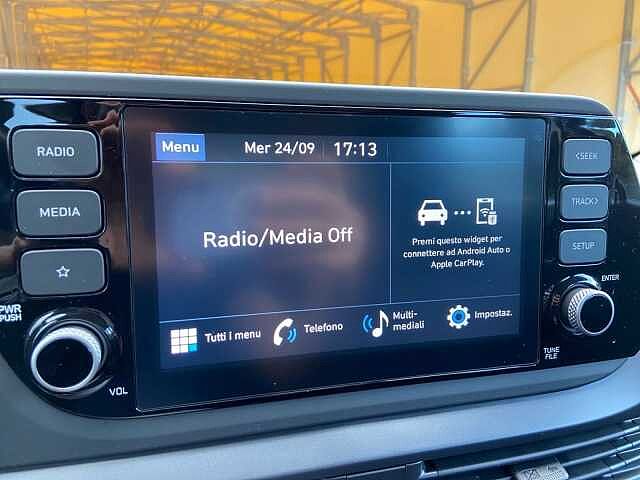 RADIO
MEDIA
☆
PWR
PUSH
VOL
Menu
Mer 24/09
17:13
Radio/Media Off
Premi questo widget per
connettere ad Android Auto o
Apple CarPlay.
Tutti i menu
Telefono
Multi-
mediali
Impostaz.
<SEEK
TRACK>
SETUP
ENTER
TUNE
FILE